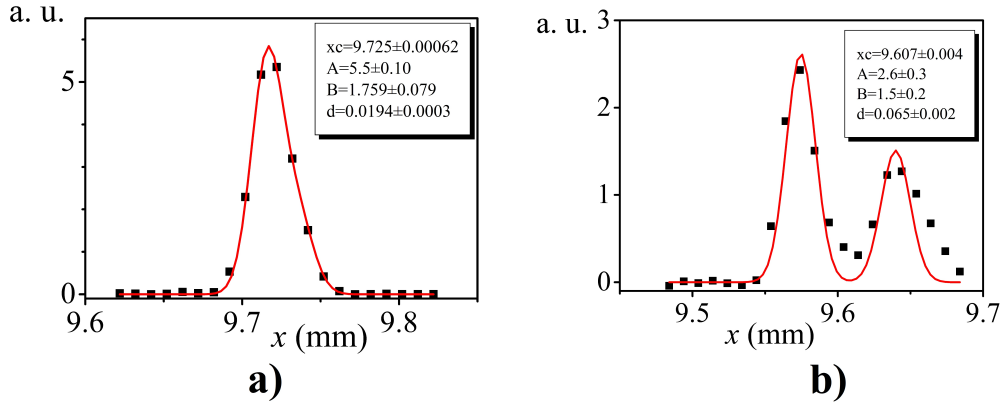 a. u.
xc=9.725±0.00062
A=5.5±0.10
B=1.759±0.079
d=0.0194±0.0003
5
0
9.6
9.7
9.8
x (mm)
a)
a. u.
3
xc=9.607±0.004
A=2.6±0.3
B=1.5±0.2
d=0.065±0.002
2
1
0
9.5
9.6
9.7
x (mm)
b)